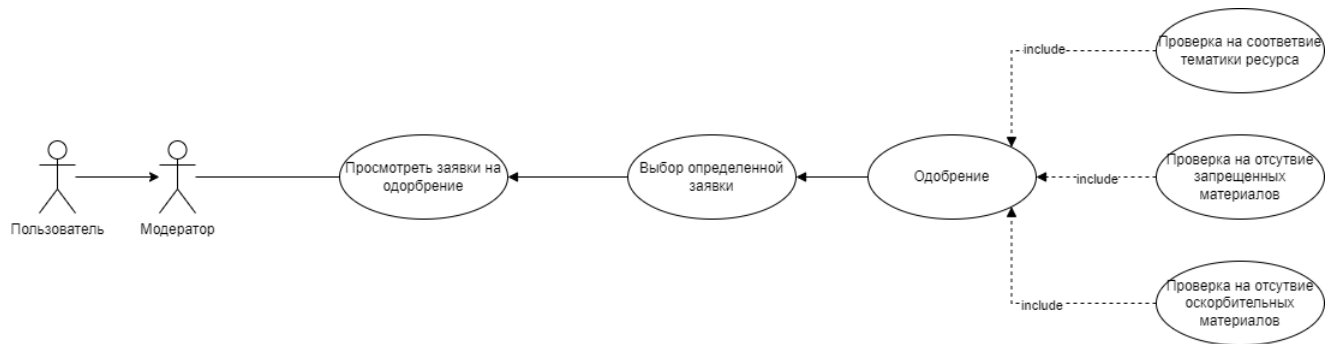 include
Проверка на соответвие
тематики ресурса
Пользователь
Модератор
Просмотреть заявки на
одорбрение
Выбор определенной
заявки
Одобрение
include
Проверка на отсутвие
запрещенных
материалов
include
Проверка на отсутвие
оскорбительных
материалов